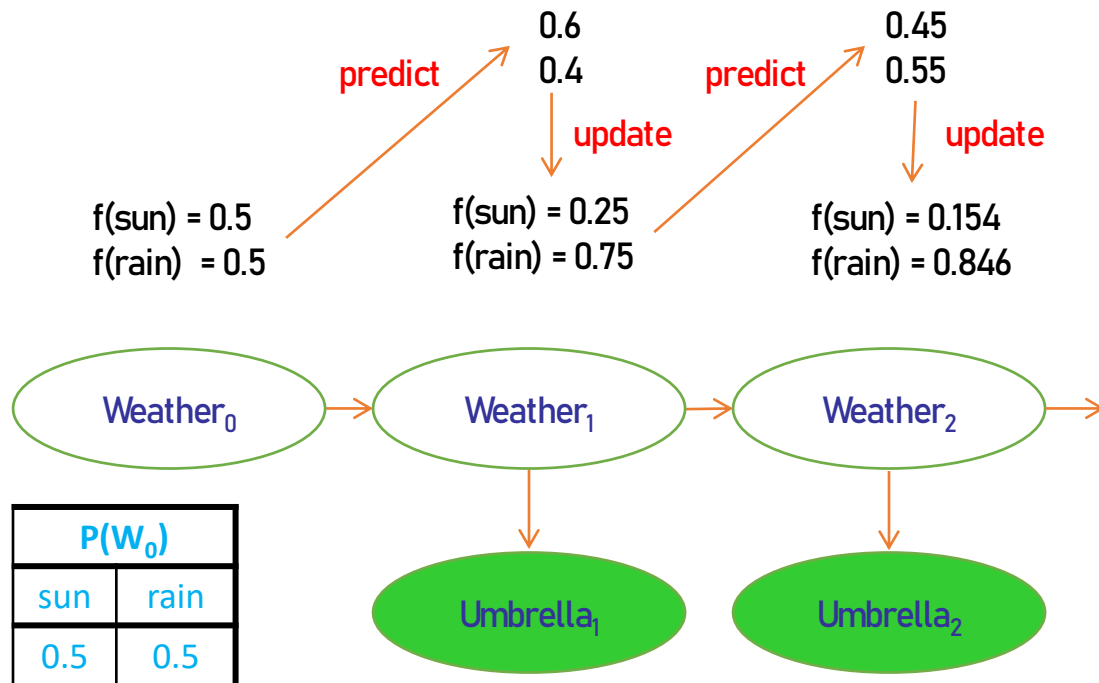 0.6
0.4
0.45
0.55
predict
predict
update
update
f(sun) = 0.5
f(rain) = 0.5
f(sun) = 0.25
f(rain) = 0.75
f(sun) = 0.154
f(rain) = 0.846
Weather₀
Weather₁
Weather₂
P(W₀)
sun rain
0.5 0.5
Umbrella₁
Umbrella₂